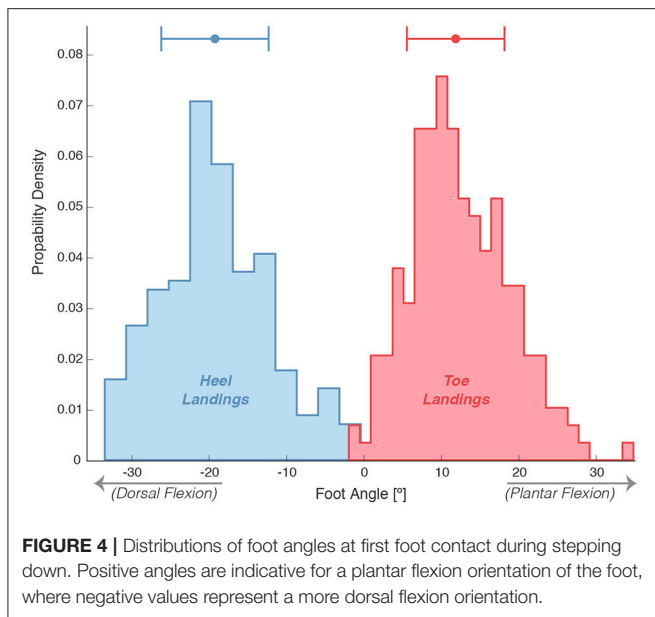 0.08
0.07
0.06
0.05
0.04
0.03
0.02
0.01
0
Propability Density
Heel
Landings
Toe
Landings
-30
-20
-10
0
10
20
30
(Dorsal Flexion)
Foot Angle [º]
(Plantar Flexion)
FIGURE 4 | Distributions of foot angles at first foot contact during stepping
down. Positive angles are indicative for a plantar flexion orientation of the foot,
where negative values represent a more dorsal flexion orientation.